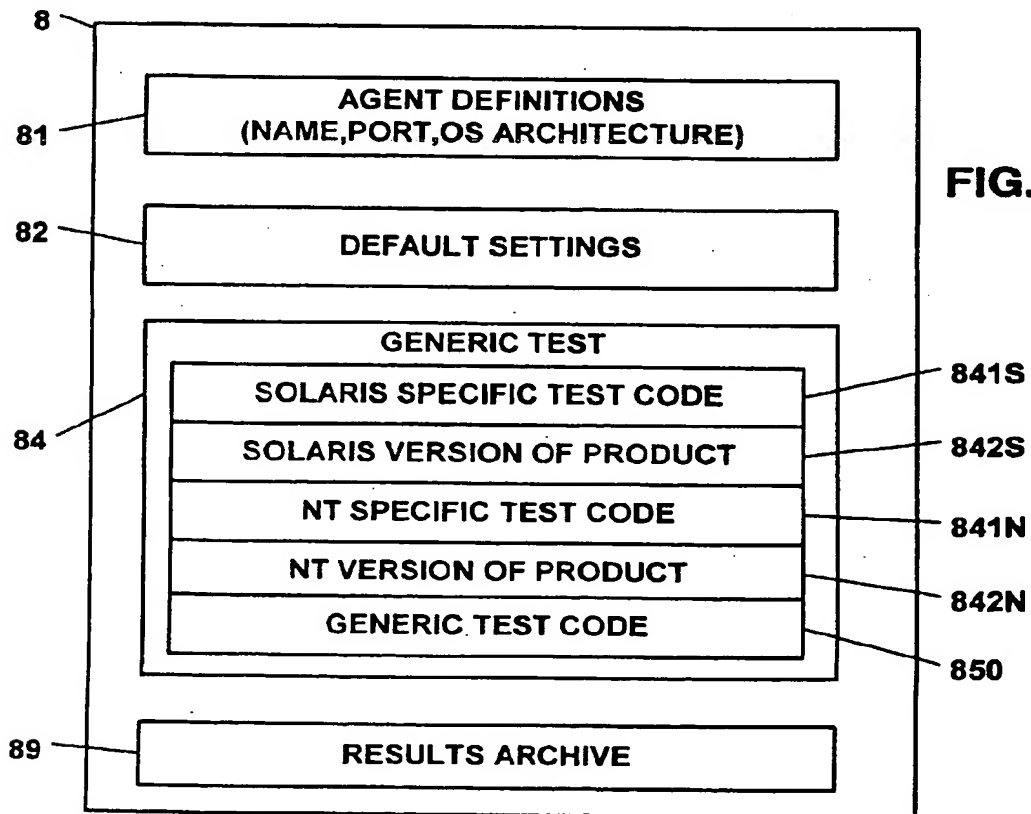 8
AGENT DEFINITIONS
(NAME,PORT,OS ARCHITECTURE)
81
FIG.
82
DEFAULT SETTINGS
GENERIC TEST
SOLARIS SPECIFIC TEST CODE
841S
84
SOLARIS VERSION OF PRODUCT
842S
NT SPECIFIC TEST CODE
841N
NT VERSION OF PRODUCT
842N
GENERIC TEST CODE
850
89
RESULTS ARCHIVE